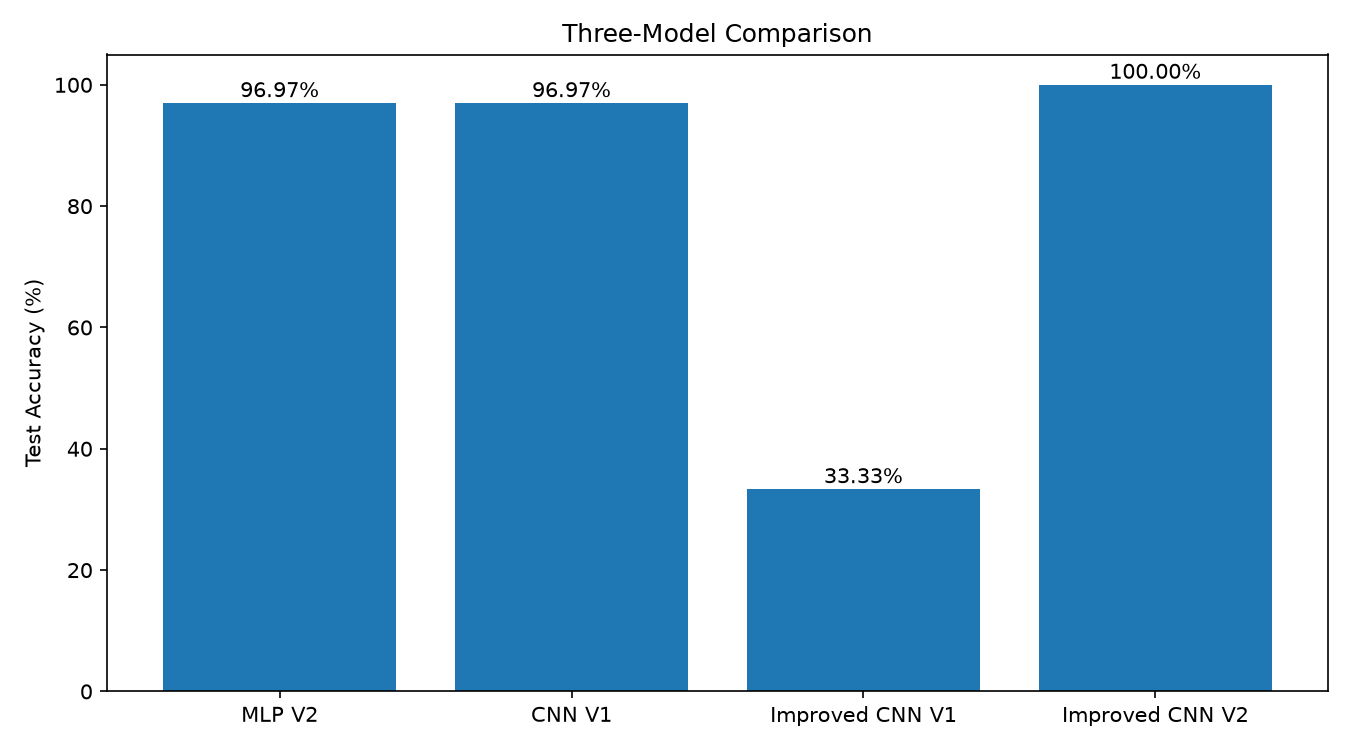 Three-Model Comparison
Test Accuracy (%)
100
80
60
40
20
0
96.97%
96.97%
33.33%
100.00%
MLP V2
CNN V1
Improved CNN V1
Improved CNN V2